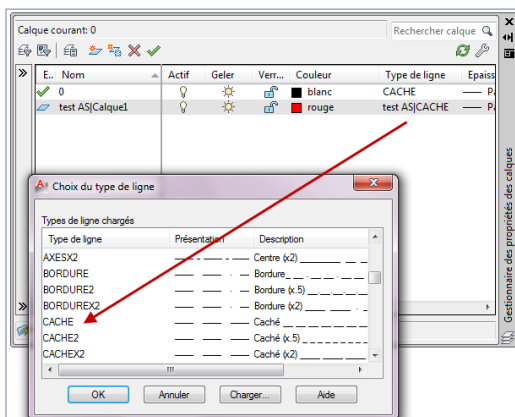 Calque courant: 0
Rechercher calque
E.. Nom Actif Geler Verr... Couleur Type de ligne Epaiss
0 blanc CACHE
test AS|Calque1 rouge test AS|CACHE
Gestionnaire des propriétés des calques
Choix du type de ligne
Types de ligne chargés
Type de ligne Présentation Description
AXESX2 Centre (x2)
BORDURE Bordure
BORDURE2 Bordure (x.5)
BORDUREX2 Bordure (x2)
CACHE Caché
CACHE2 Caché (x.5)
CACHEX2 Caché (x2)
OK Annuler Charger... Aide